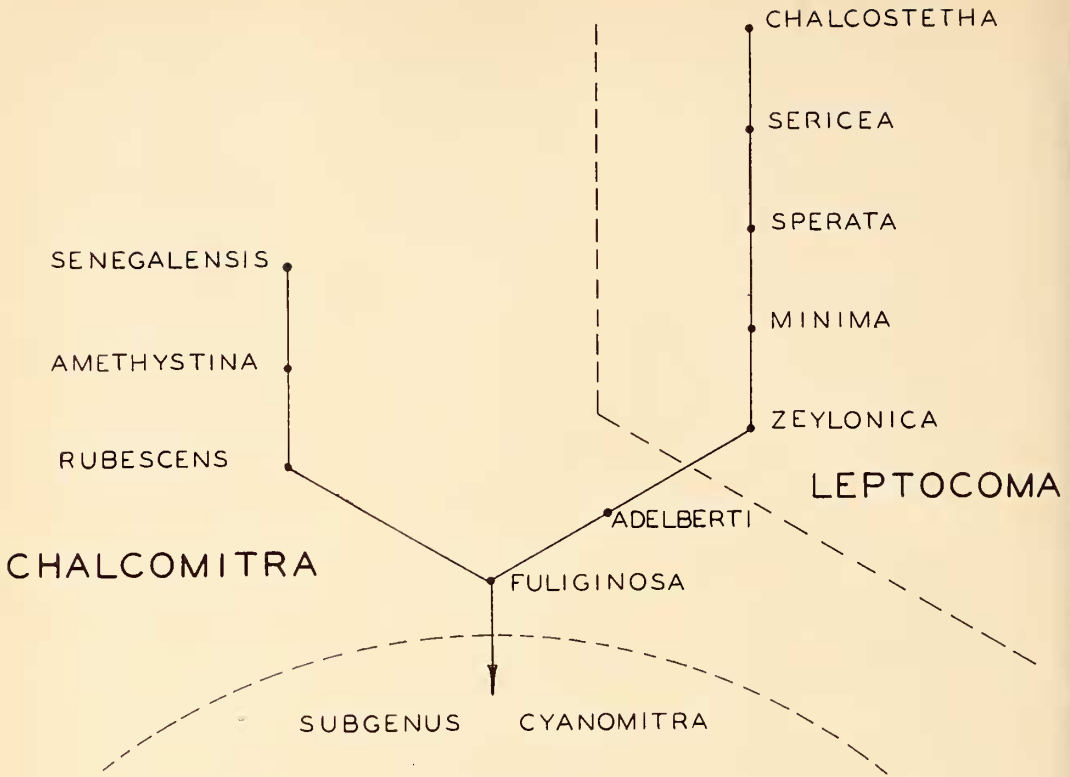 CHALCOSTETHA
SERICEA
SPERATA
SENEGALENSIS
MINIMA
AMETHYSTINA
ZEYLONICA
RUBESCENS
LEPTOCOMA
ADELBERTI
CHALCOMITRA
FULIGINOSA
SUBGENUS CYANOMITRA